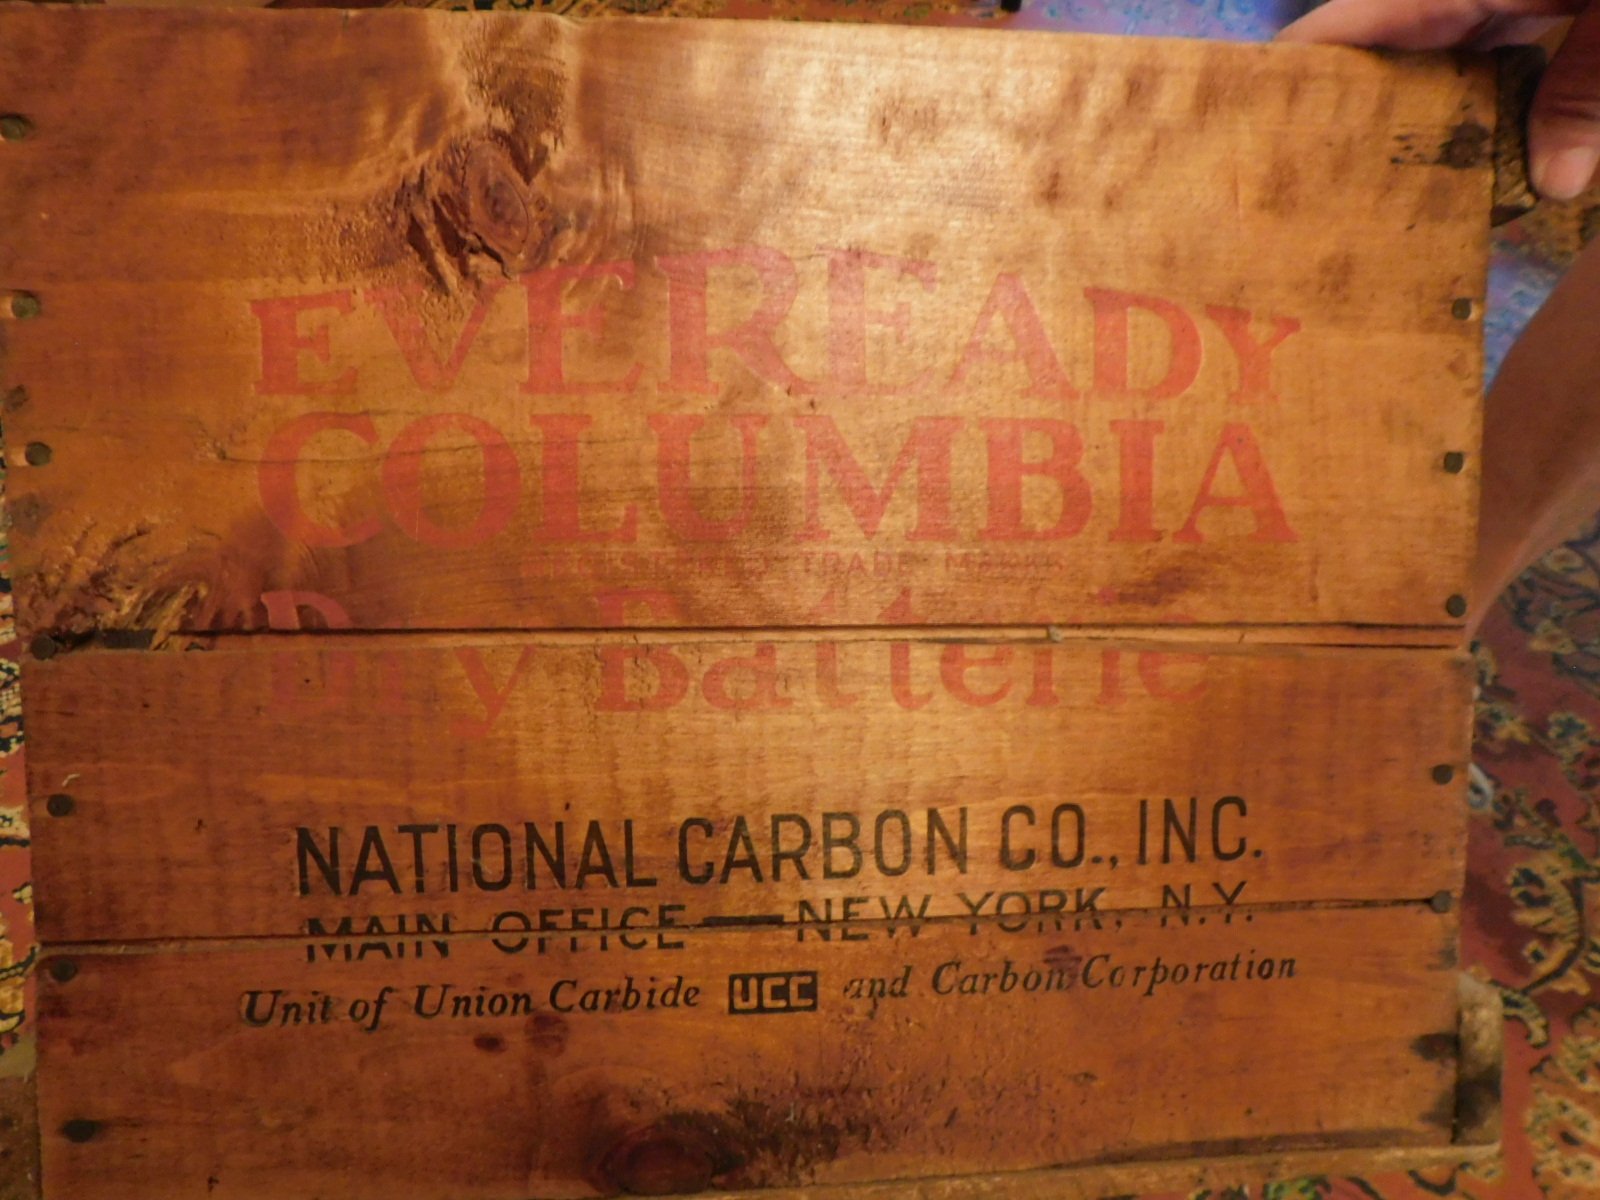 EVEREADY
COLUMBIA
REGISTERED TRADE MARKS
Dry Batterie
NATIONAL CARBON CO., INC.
MAIN OFFICE — NEW YORK, N.Y.
Unit of Union Carbide UCC and Carbon Corporation